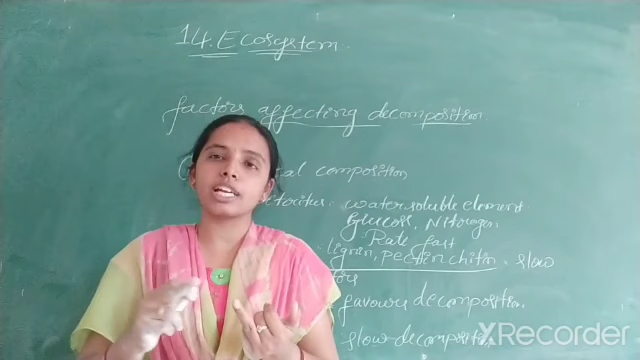 14. Ecosystem.
factors affecting decomposition.
composition
water soluble element
Glucose, Nitrogen
Rate fast
lignin, pectin chitin. slow
favours decomposition.
slow decomposition
XRecorder